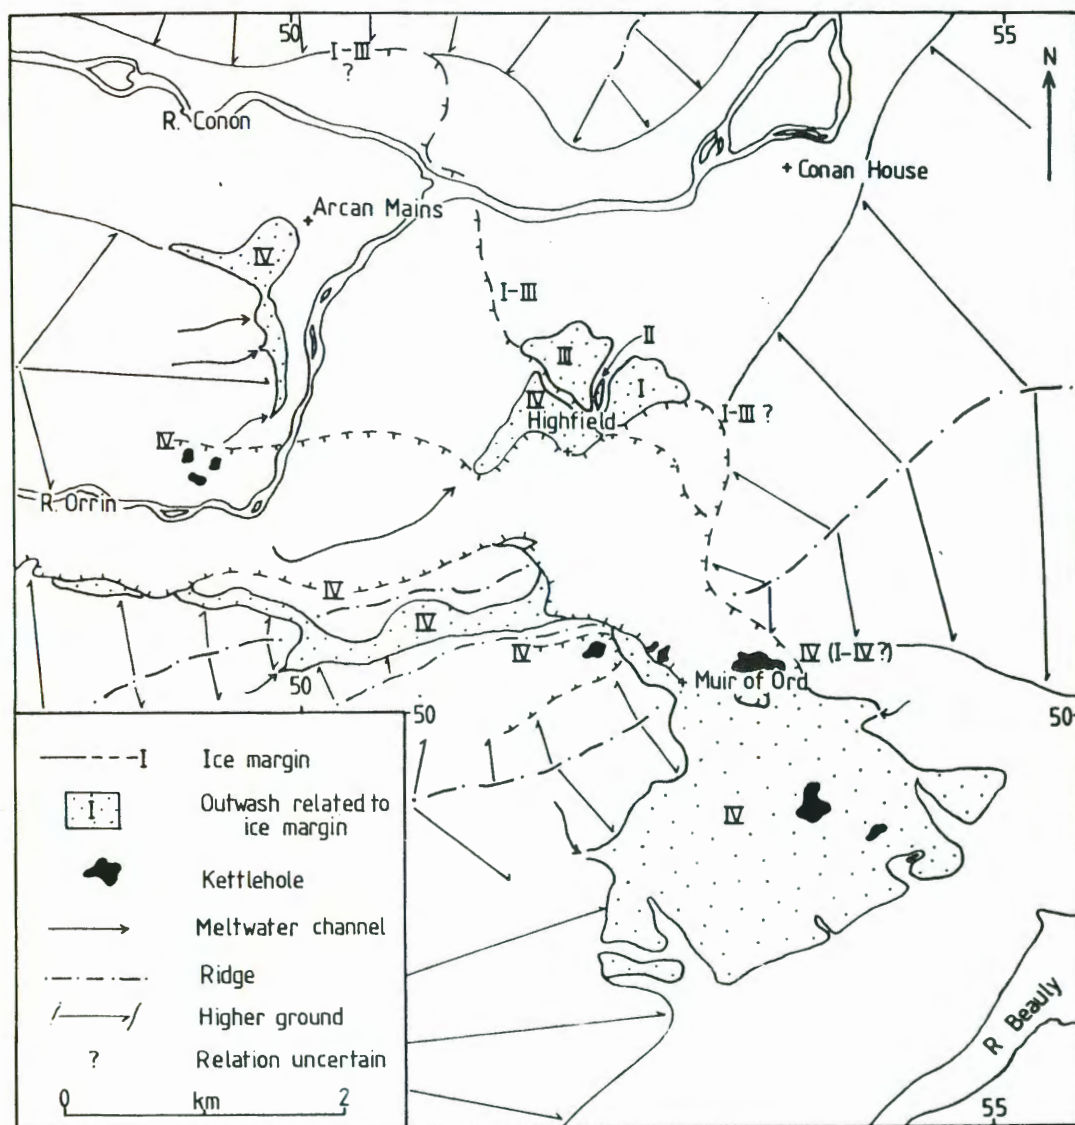 50
55
I-III
?
N
R. Conon
Conan House
Arcan Mains
IV
I-III
II
III
I
IV
Highfield
I-III ?
IV
R. Orrin
IV
IV
IV
IV (I-IV?)
Muir of Ord
50
50
50
I Ice margin
I Outwash related to
ice margin
IV
Kettlehole
Meltwater channel
Ridge
Higher ground
? Relation uncertain
0 km 2
R Beauly
55